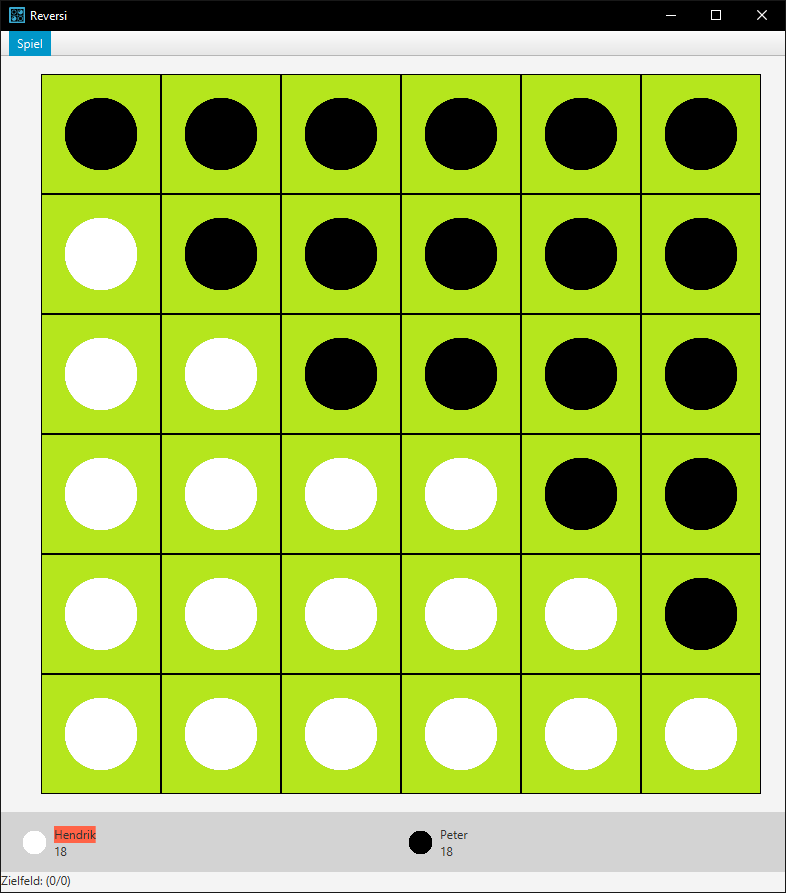 Reversi
Spiel
Hendrik
18
Peter
18
Zielfeld: (0/0)